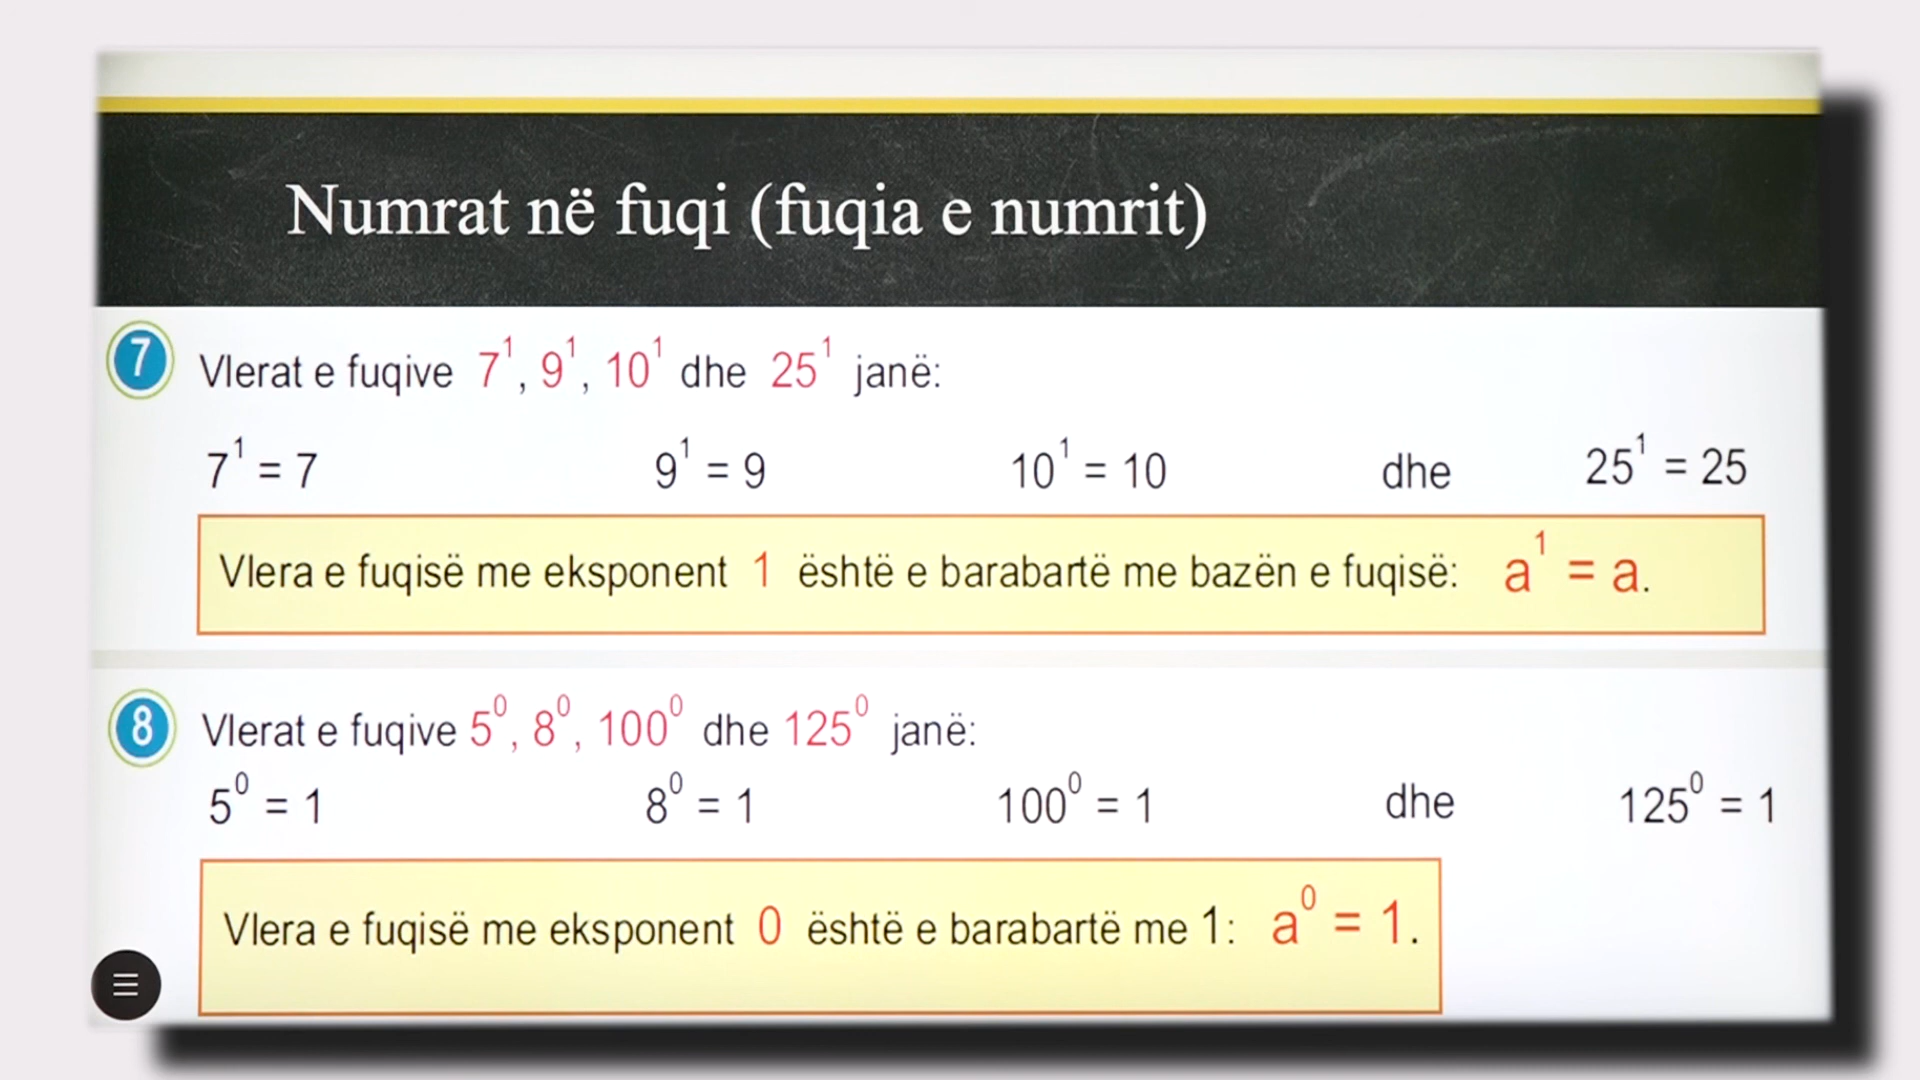 Numrat në fuqi (fuqia e numrit)
7 Vlerat e fuqive 7¹, 9¹, 10¹ dhe 25¹ janë:
7¹ = 7 9¹ = 9 10¹ = 10 dhe 25¹ = 25
Vlera e fuqisë me eksponent 1 është e barabartë me bazën e fuqisë: a¹ = a.
8 Vlerat e fuqive 5⁰, 8⁰, 100⁰ dhe 125⁰ janë:
5⁰ = 1 8⁰ = 1 100⁰ = 1 dhe 125⁰ = 1
Vlera e fuqisë me eksponent 0 është e barabartë me 1: a⁰ = 1.